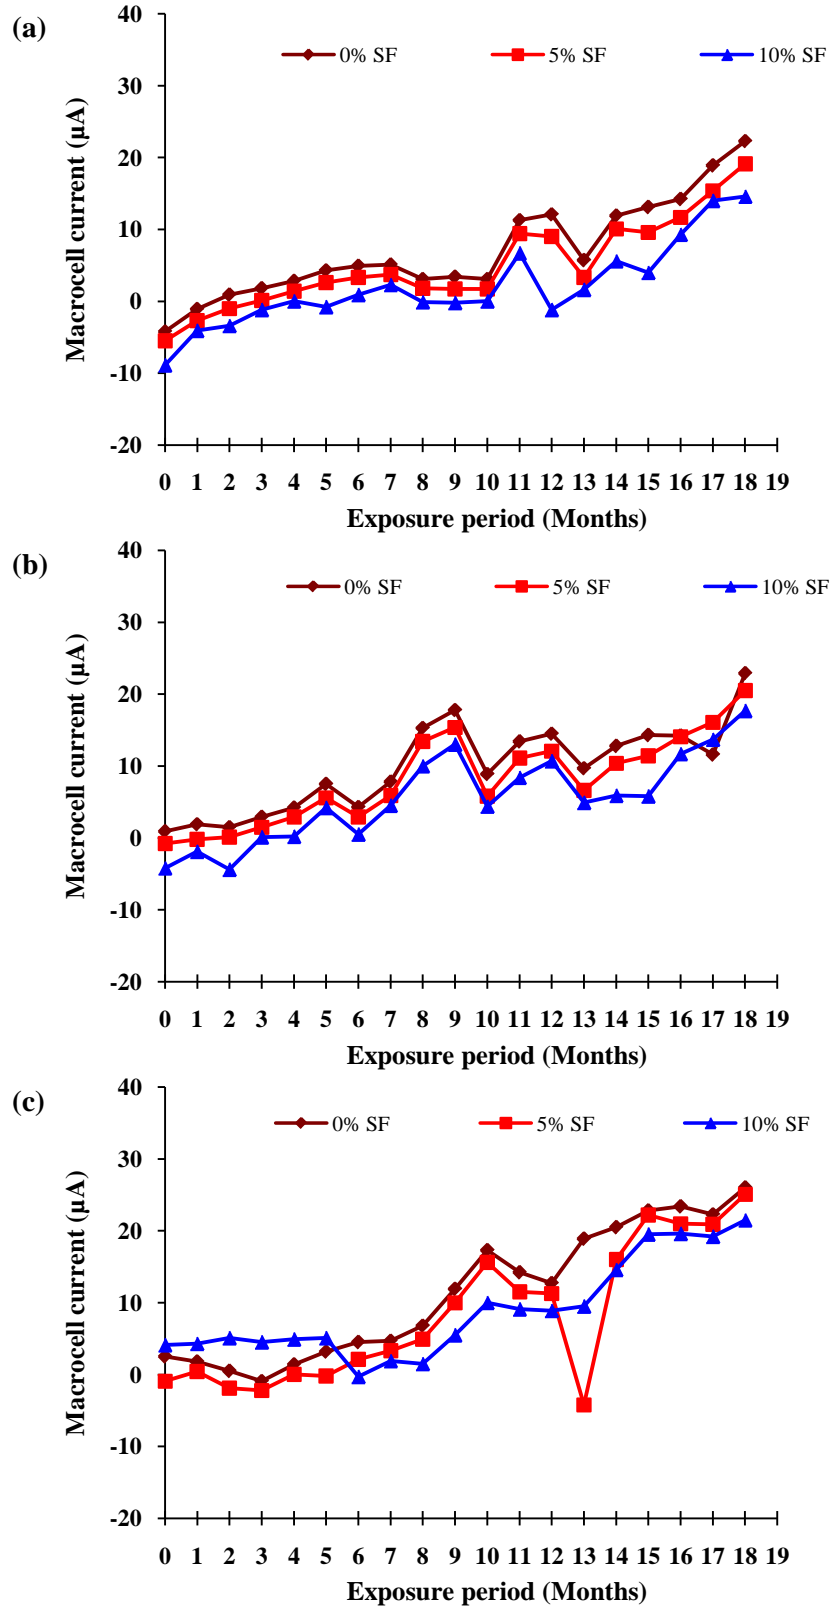 (a)
0% SF 5% SF 10% SF
Macrocell current (µA)
40
30
20
10
0
-10
-20
0 1 2 3 4 5 6 7 8 9 10 11 12 13 14 15 16 17 18 19
Exposure period (Months)
(b)
0% SF 5% SF 10% SF
Macrocell current (µA)
40
30
20
10
0
-10
-20
0 1 2 3 4 5 6 7 8 9 10 11 12 13 14 15 16 17 18 19
Exposure period (Months)
(c)
0% SF 5% SF 10% SF
Macrocell current (µA)
40
30
20
10
0
-10
-20
0 1 2 3 4 5 6 7 8 9 10 11 12 13 14 15 16 17 18 19
Exposure period (Months)